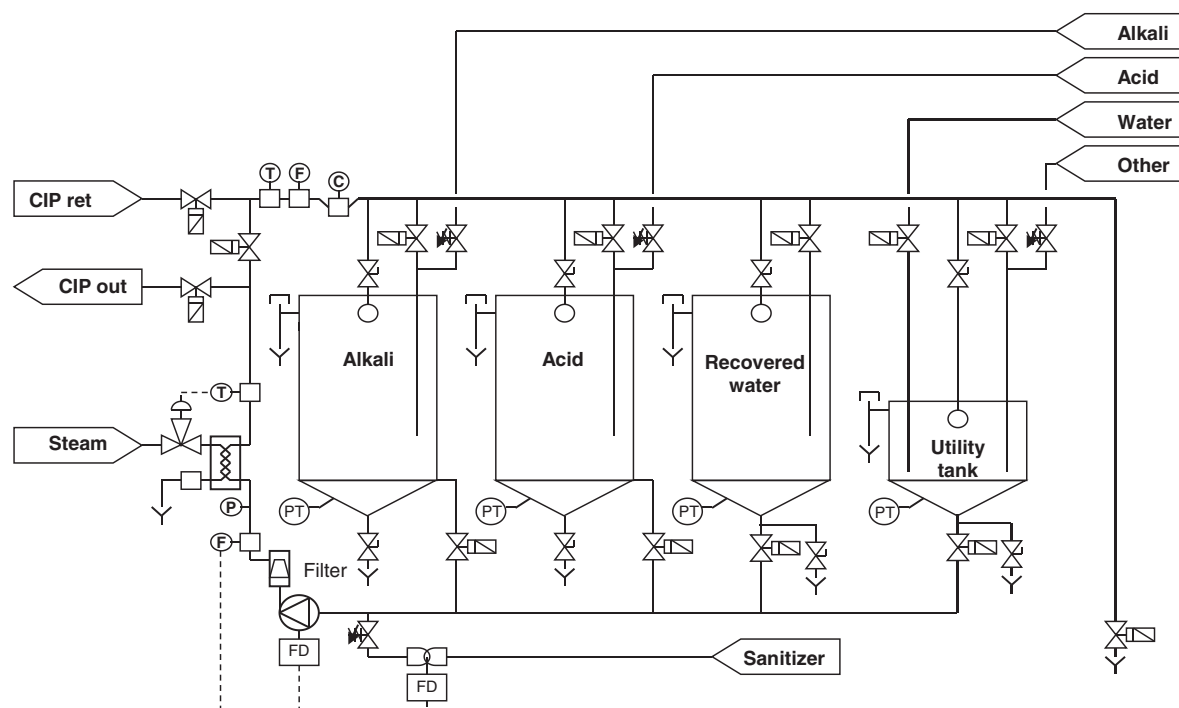 Alkali
Acid
Water
Other
T
F
C
CIP ret
CIP out
Alkali
Acid
Recovered
water
T
Steam
Utility
tank
P
PT
PT
PT
PT
F
Filter
FD
Sanitizer
FD